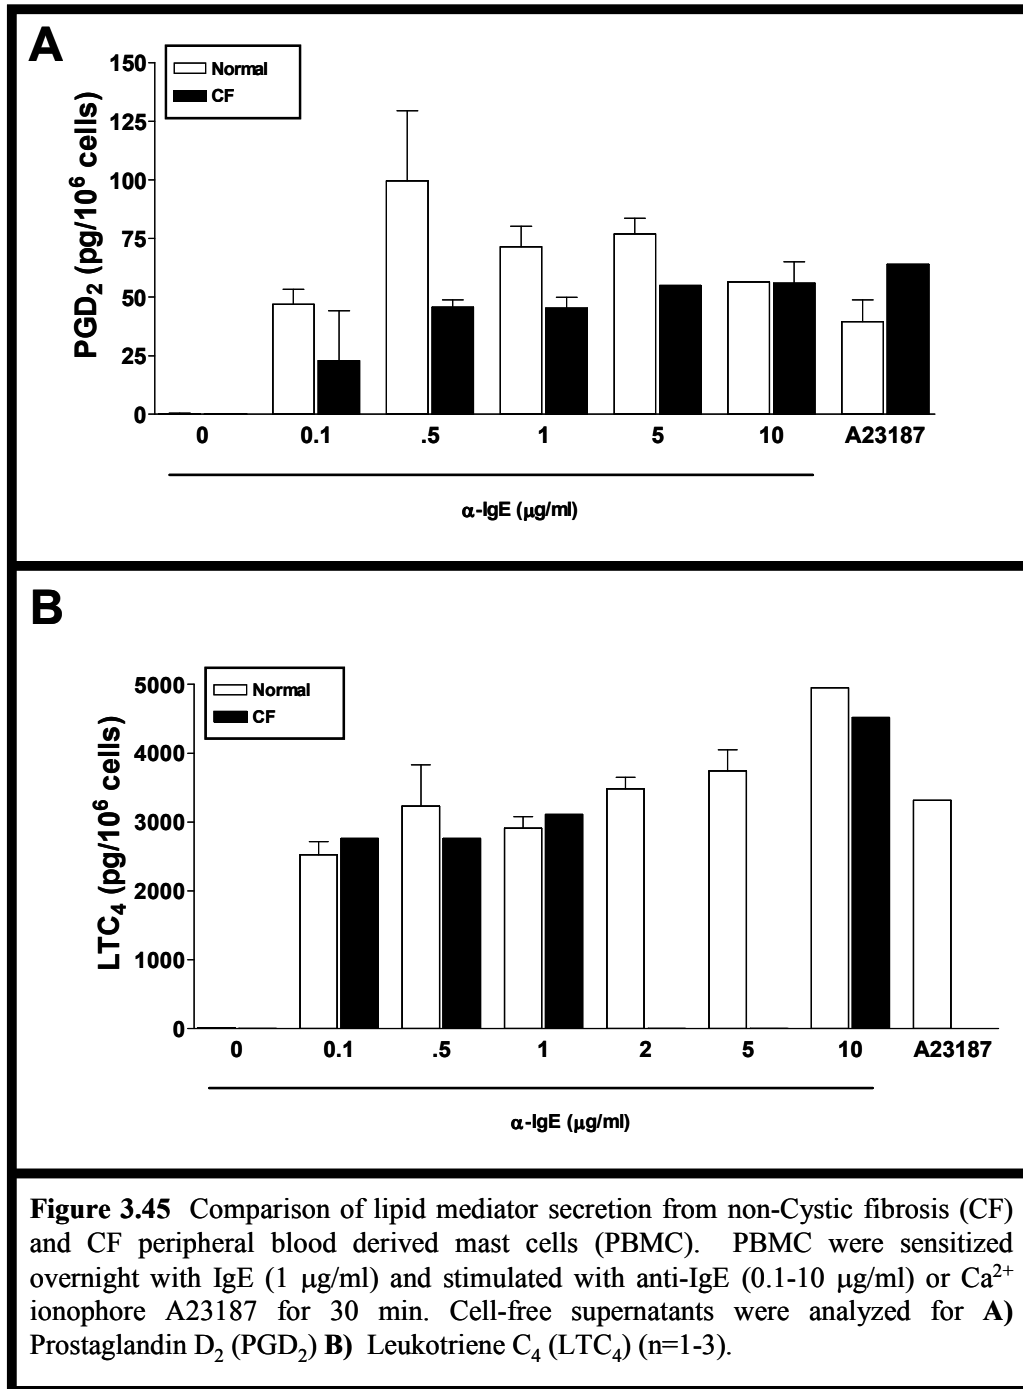 A
Normal
CF
PGD2 (pg/10^6 cells)
150
125
100
75
50
25
0
0 0.1 .5 1 5 10 A23187
α-IgE (μg/ml)
B
Normal
CF
LTC4 (pg/10^6 cells)
5000
4000
3000
2000
1000
0
0 0.1 .5 1 2 5 10 A23187
α-IgE (μg/ml)
Figure 3.45 Comparison of lipid mediator secretion from non-Cystic fibrosis (CF)
and CF peripheral blood derived mast cells (PBMC). PBMC were sensitized
overnight with IgE (1 μg/ml) and stimulated with anti-IgE (0.1-10 μg/ml) or Ca2+
ionophore A23187 for 30 min. Cell-free supernatants were analyzed for A)
Prostaglandin D2 (PGD2) B) Leukotriene C4 (LTC4) (n=1-3).